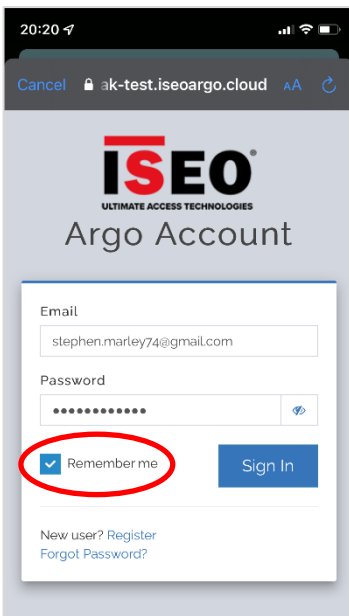 20:20
Cancel ak-test.iseoargo.cloud AA
ISEO®
ULTIMATE ACCESS TECHNOLOGIES
Argo Account
Email
stephen.marley74@gmail.com
Password
Remember me
Sign In
New user? Register
Forgot Password?